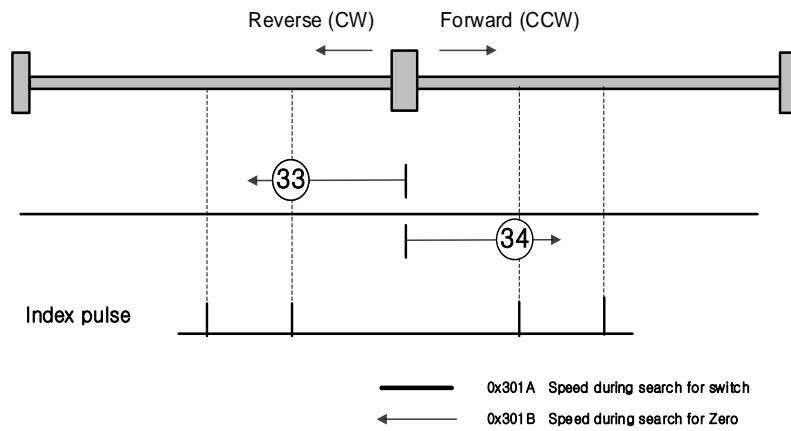 Reverse (CW) Forward (CCW)
33
34
Index pulse
0x301A Speed during search for switch
0x301B Speed during search for Zero